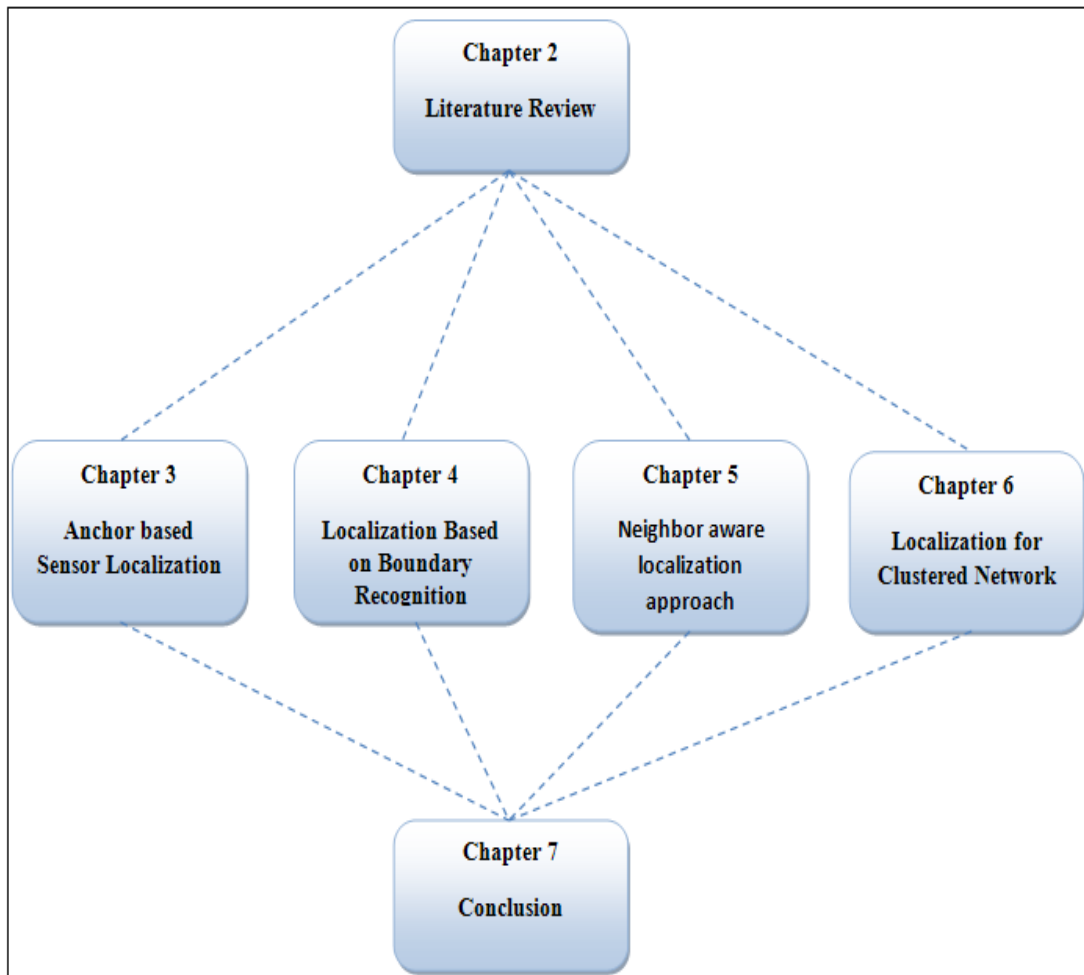 Chapter 2
Literature Review
Chapter 3
Anchor based
Sensor Localization
Chapter 4
Localization Based
on Boundary
Recognition
Chapter 5
Neighbor aware
localization
approach
Chapter 6
Localization for
Clustered Network
Chapter 7
Conclusion